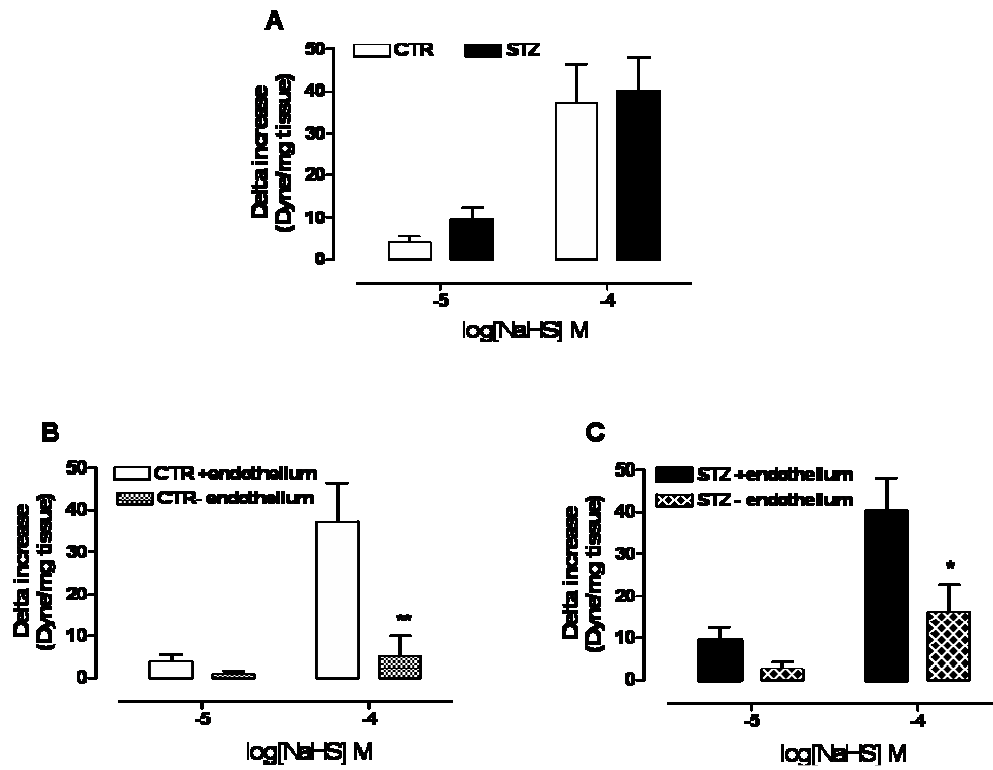 A
CTR STZ
50
40
30
20
10
0
Delta increase
(Dyne/mg tissue)
-5 -4
log[NaHS] M
B
CTR +endothelium
CTR- endothelium
50
40
30
20
10
0
Delta increase
(Dyne/mg tissue)
**
-5 -4
log[NaHS] M
C
STZ +endothelium
STZ - endothelium
50
40
30
20
10
0
Delta increase
(Dyne/mg tissue)
*
-5 -4
log[NaHS] M